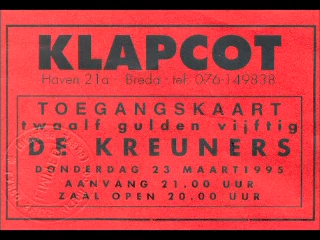 KLAPCOT
Haven 21a · Breda · tel. 076-149838
TOEGANGSKAART
twaalf gulden vijftig
DE KREUNERS
DONDERDAG 23 MAART 1995
AANVANG 21.00 UUR
ZAAL OPEN 20.00 UUR